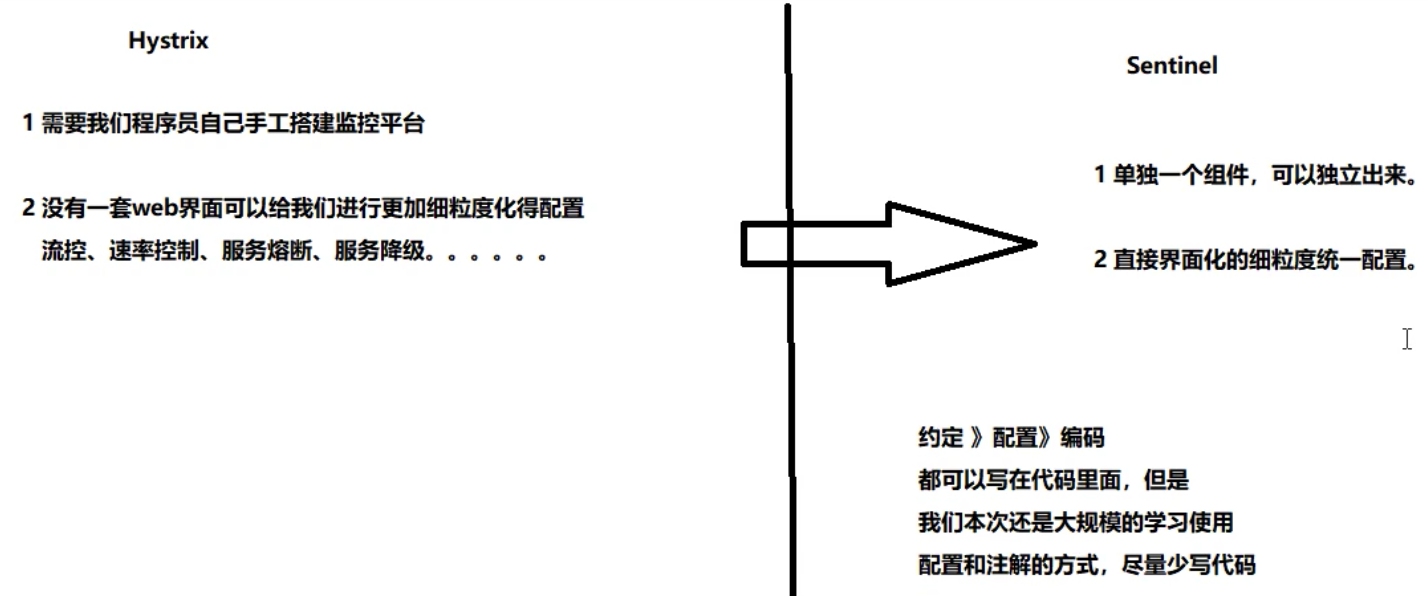 Hystrix
1 需要我们程序员自己手工搭建监控平台
2 没有一套web界面可以给我们进行更加细粒度化得配置
流控、速率控制、服务熔断、服务降级。。。。。。
Sentinel
1 单独一个组件，可以独立出来。
2 直接界面化的细粒度统一配置。
约定 》配置》编码
都可以写在代码里面，但是
我们本次还是大规模的学习使用
配置和注解的方式，尽量少写代码